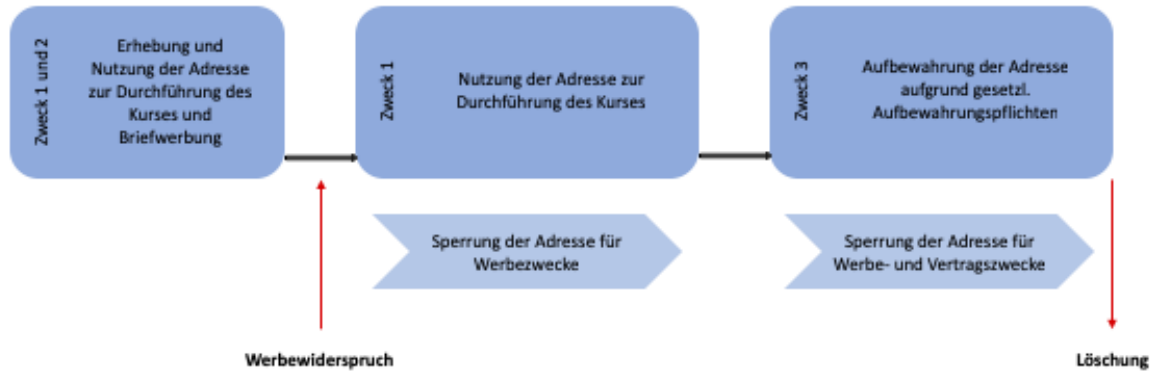 Zweck 1 und 2
Erhebung und
Nutzung der Adresse
zur Durchführung des
Kurses und
Briefwerbung
Zweck 1
Nutzung der Adresse zur
Durchführung des Kurses
Zweck 3
Aufbewahrung der Adresse
aufgrund gesetzl.
Aufbewahrungspflichten
Sperrung der Adresse für
Werbezwecke
Sperrung der Adresse für
Werbe- und Vertragszwecke
Werbewiderspruch
Löschung